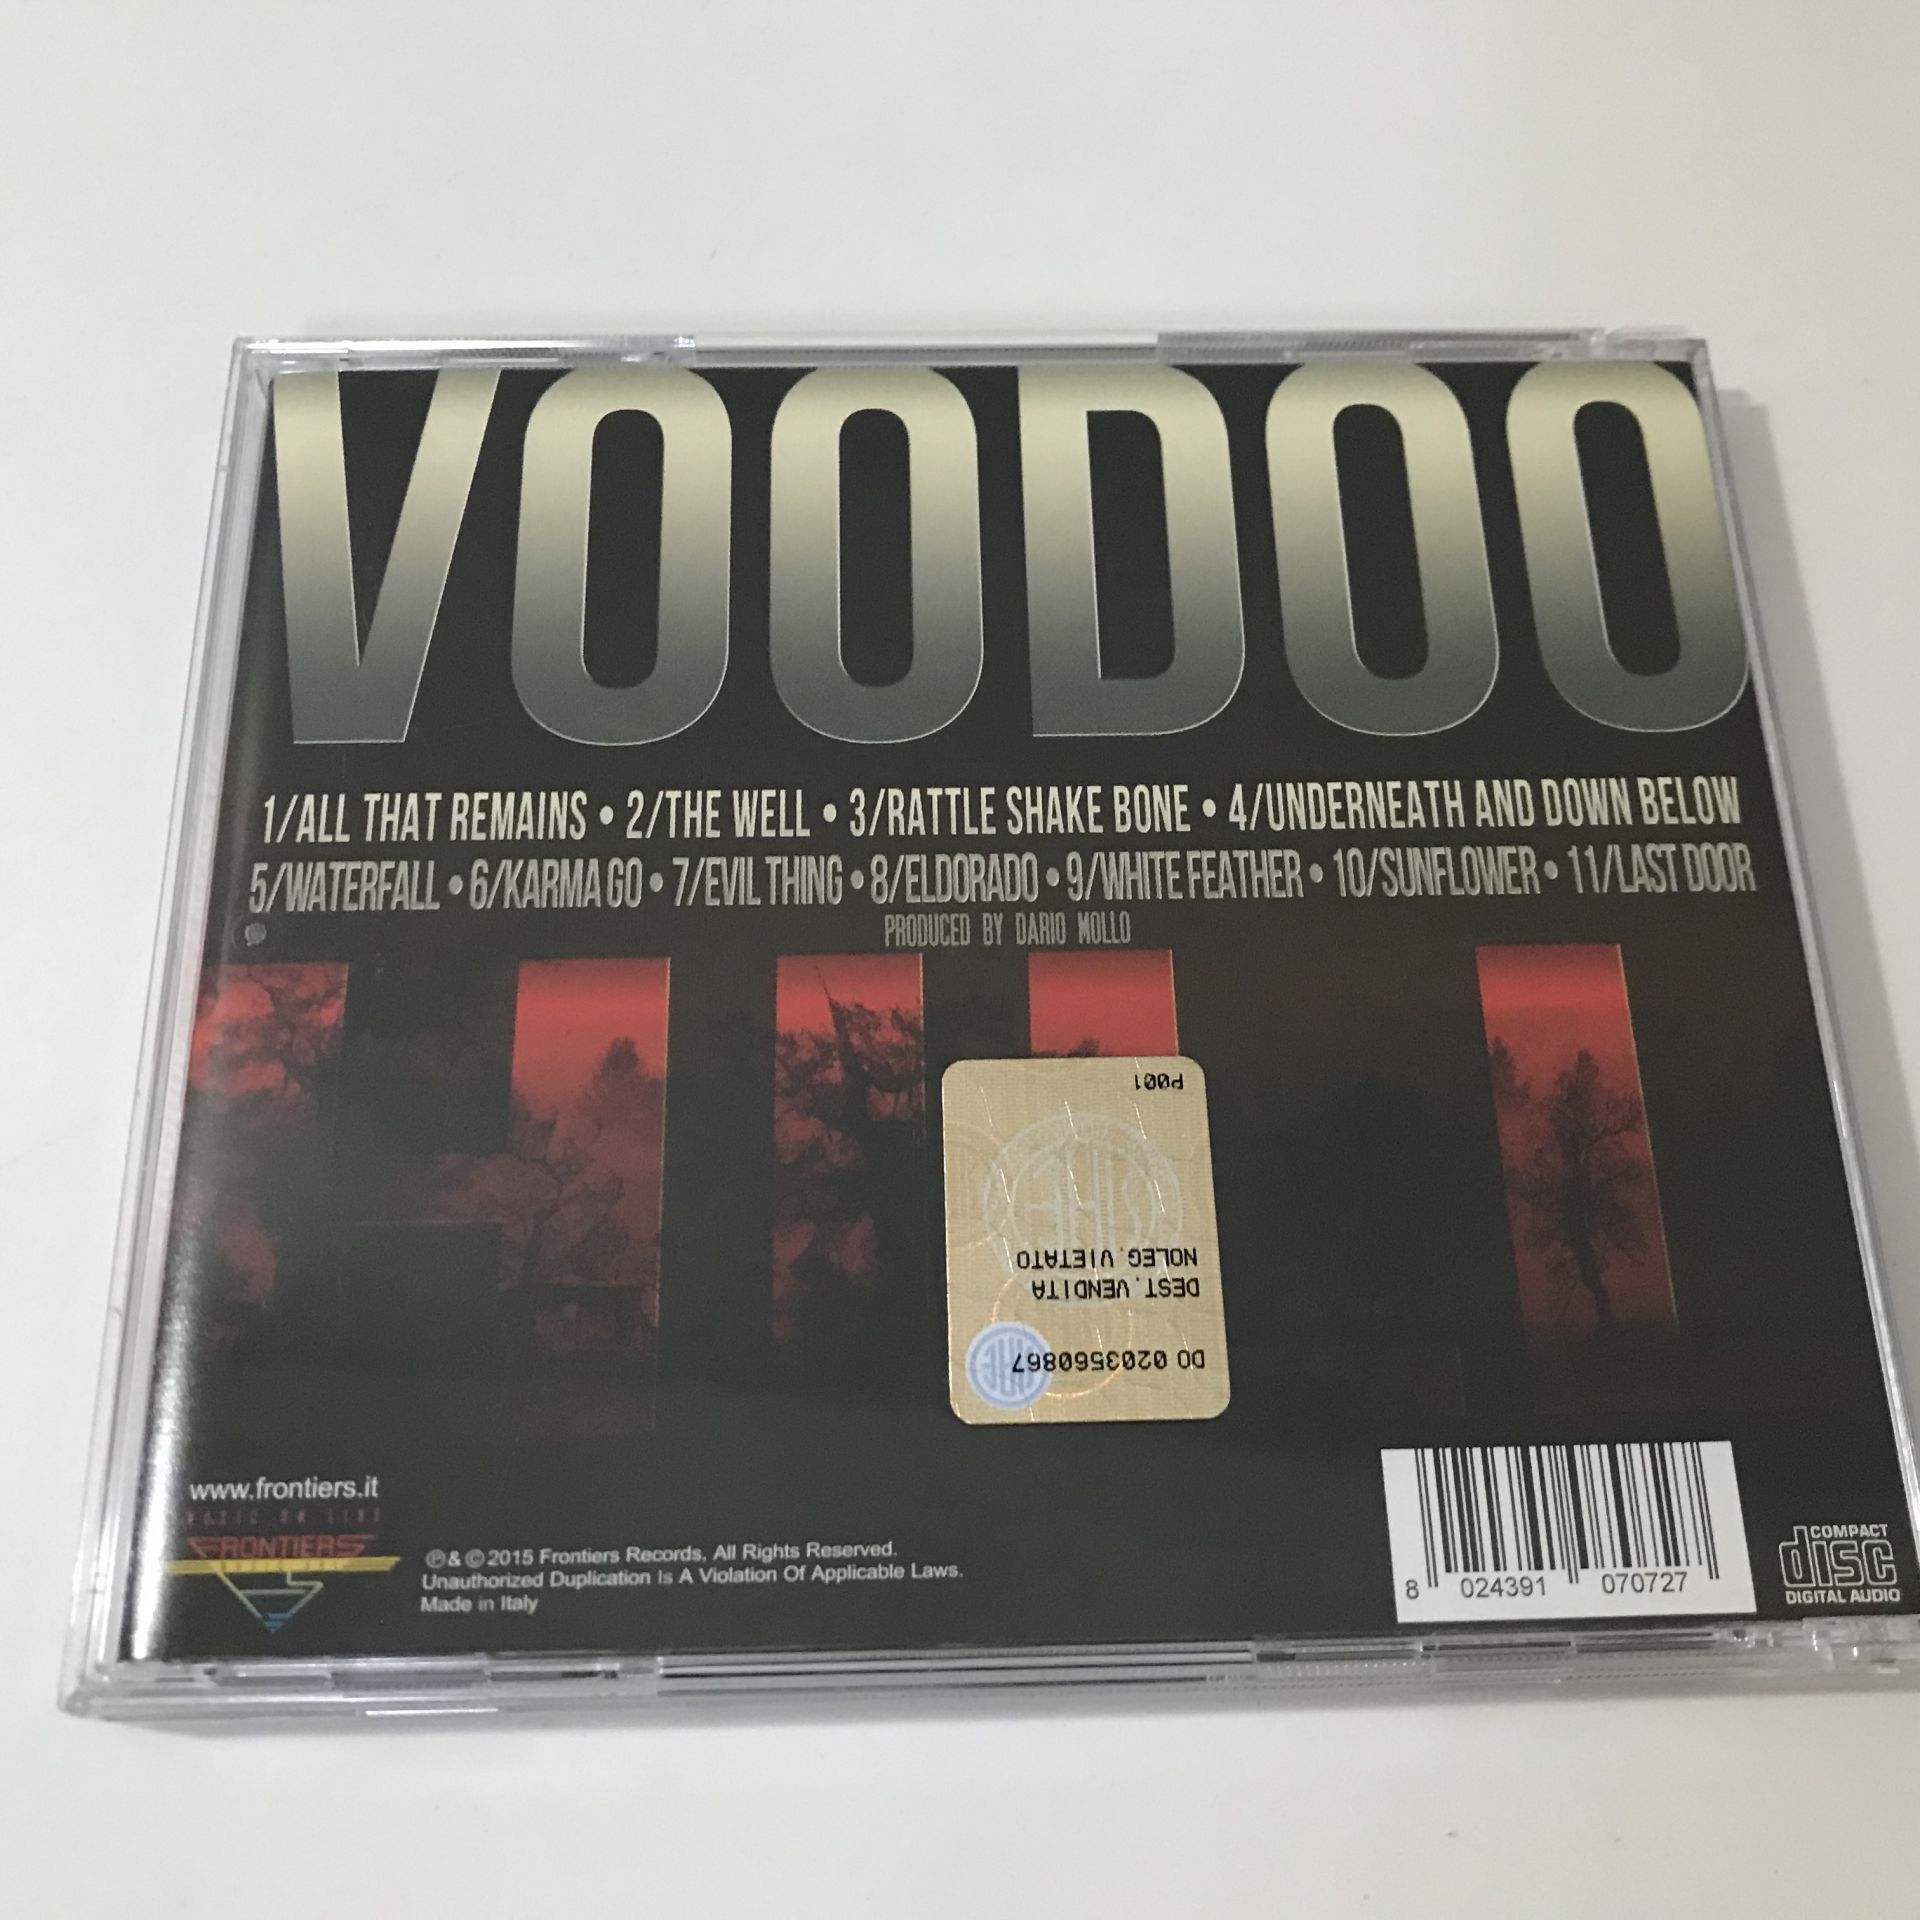 VOODOO
1/ALL THAT REMAINS • 2/THE WELL • 3/RATTLE SHAKE BONE • 4/UNDERNEATH AND DOWN BELOW
5/WATERFALL • 6/KARMA GO • 7/EVIL THING • 8/ELDORADO • 9/WHITE FEATHER • 10/SUNFLOWER • 11/LAST DOOR
PRODUCED BY DARIO MOLLO
P001
SIAE
NOLEG.VIETATO
DEST.VENDITA
DO 0203560867
www.frontiers.it
FRONTIERS
℗& ©2015 Frontiers Records, All Rights Reserved.
Unauthorized Duplication Is A Violation Of Applicable Laws.
Made in Italy
8 024391 070727
COMPACT
disc
DIGITAL AUDIO